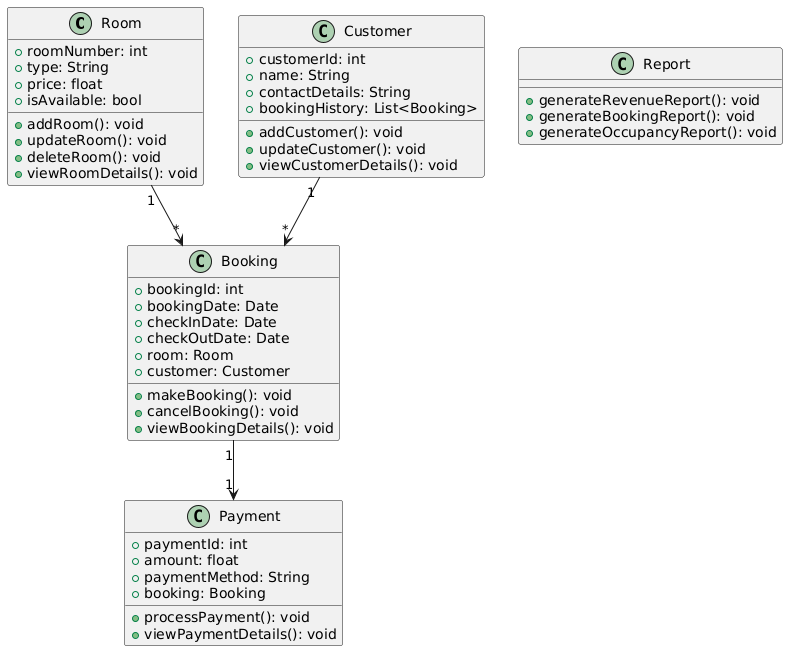 C Room
+ roomNumber: int
+ type: String
+ price: float
+ isAvailable: bool
+ addRoom(): void
+ updateRoom(): void
+ deleteRoom(): void
+ viewRoomDetails(): void
C Customer
+ customerId: int
+ name: String
+ contactDetails: String
+ bookingHistory: List<Booking>
+ addCustomer(): void
+ updateCustomer(): void
+ viewCustomerDetails(): void
C Report
+ generateRevenueReport(): void
+ generateBookingReport(): void
+ generateOccupancyReport(): void
1
*
1
*
C Booking
+ bookingId: int
+ bookingDate: Date
+ checkInDate: Date
+ checkOutDate: Date
+ room: Room
+ customer: Customer
+ makeBooking(): void
+ cancelBooking(): void
+ viewBookingDetails(): void
1
1
C Payment
+ paymentId: int
+ amount: float
+ paymentMethod: String
+ booking: Booking
+ processPayment(): void
+ viewPaymentDetails(): void